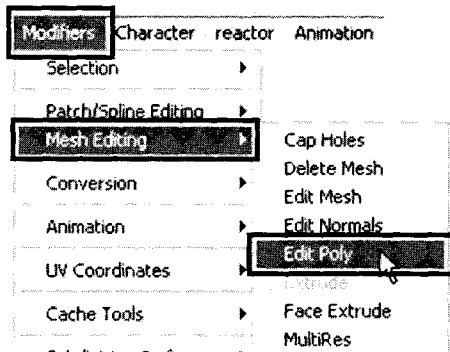 Modifiers Character reactor Animation
Selection
Patch/Spline Editing
Mesh Editing
Cap Holes
Delete Mesh
Conversion
Edit Mesh
Animation
Edit Normals
Edit Poly
UV Coordinates
Extrude
Cache Tools
Face Extrude
MultiRes